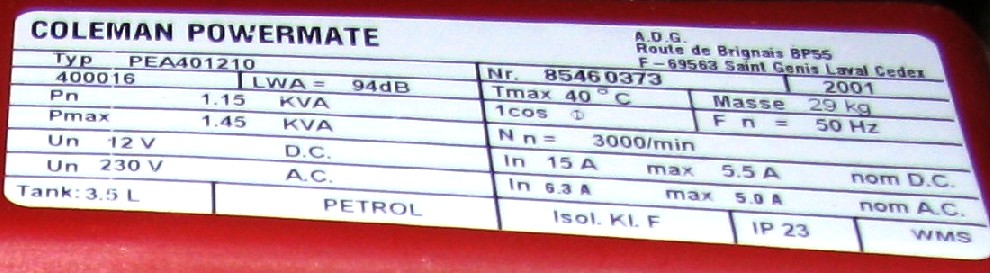 COLEMAN POWERMATE
A.D.G.
Route de Brignais BP55
F-69563 Saint Genis Laval Cedex
Typ PEA401210
Nr. 85460373
2001
400016 LWA = 94dB
Tmax 40°C
Masse 29 kg
Pn 1.15 KVA
1cos
F n = 50 Hz
Pmax 1.45 KVA
N n = 3000/min
Un 12 V D.C.
In 15 A max 5.5 A nom D.C.
Un 230 V A.C.
In 6.3 A max 5.0 A nom A.C.
Tank: 3.5 L PETROL
Isol. Kl. F
IP 23
WMS